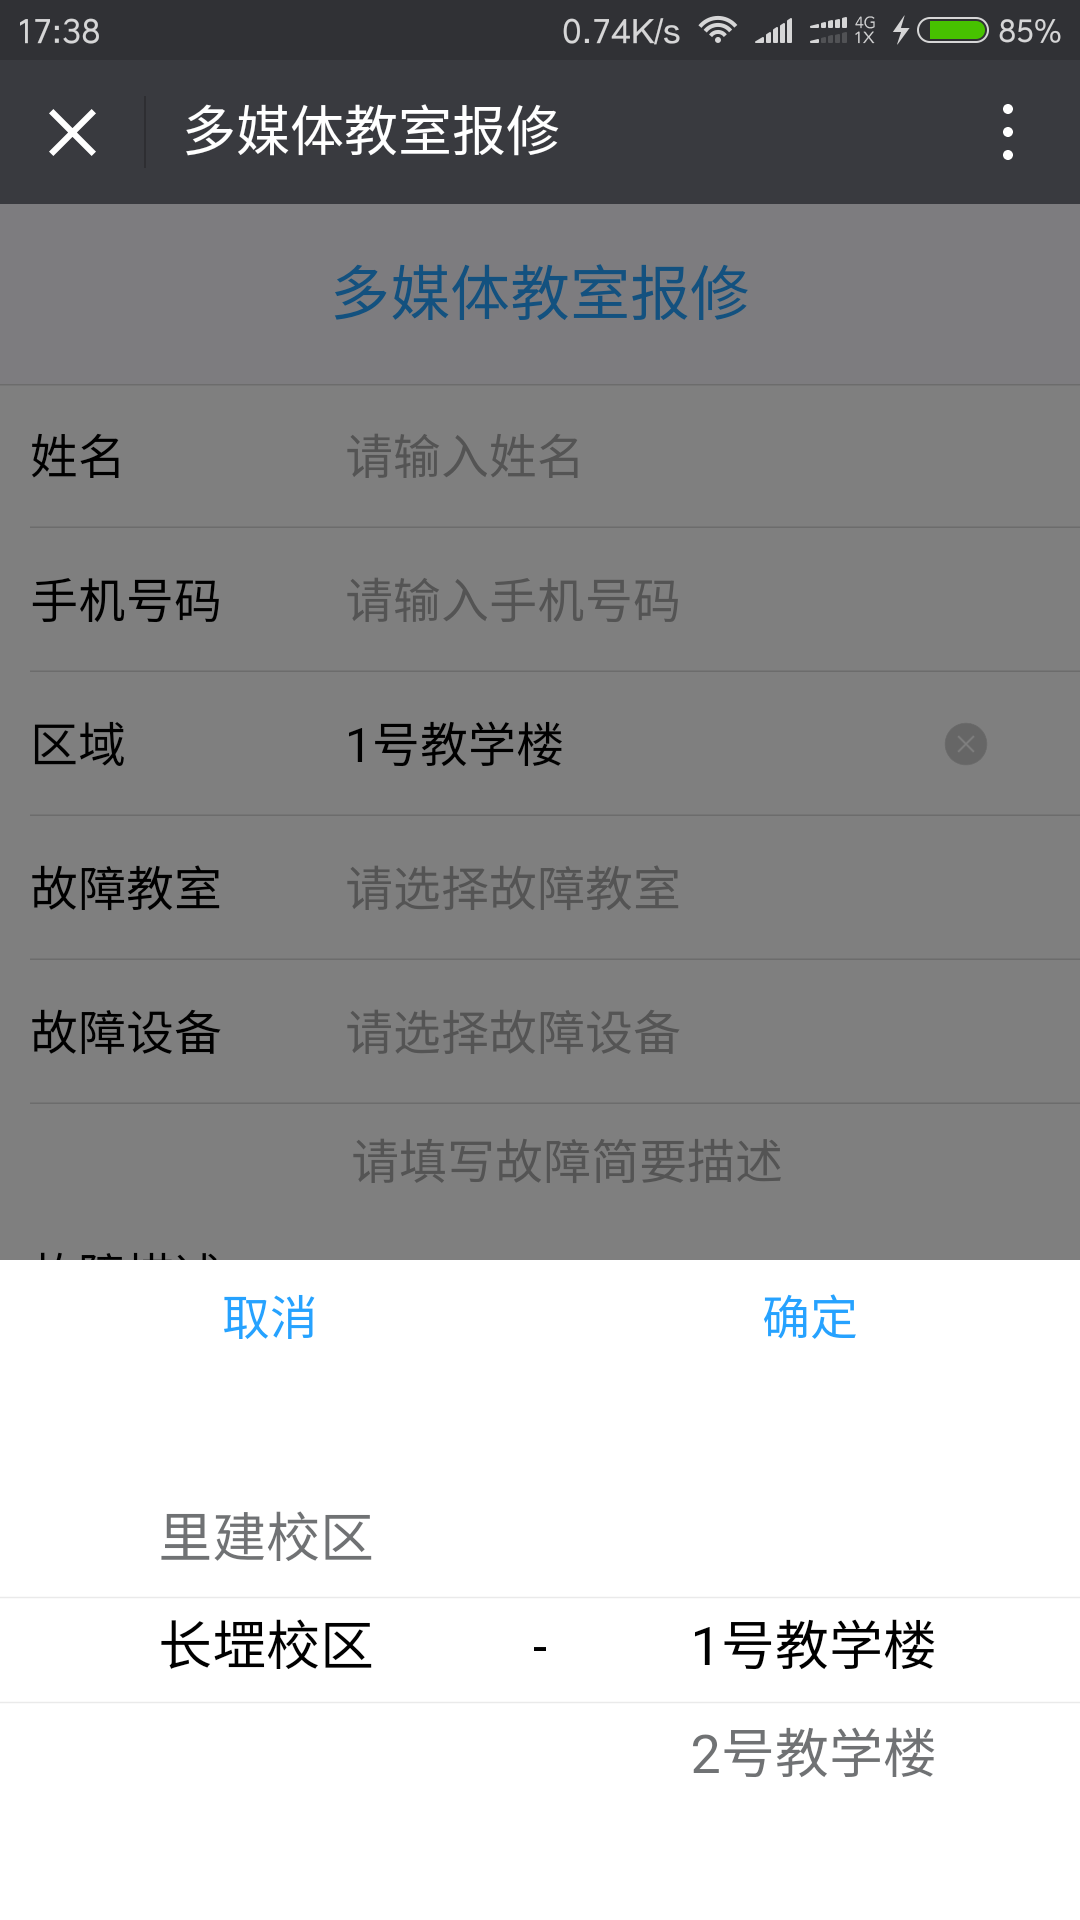 17:38
0.74K/s 4G 1X 85%
多媒体教室报修
多媒体教室报修
姓名 请输入姓名
手机号码 请输入手机号码
区域 1号教学楼
故障教室 请选择故障教室
故障设备 请选择故障设备
请填写故障简要描述
故障描述
取消 确定
里建校区
长堽校区 - 1号教学楼
2号教学楼